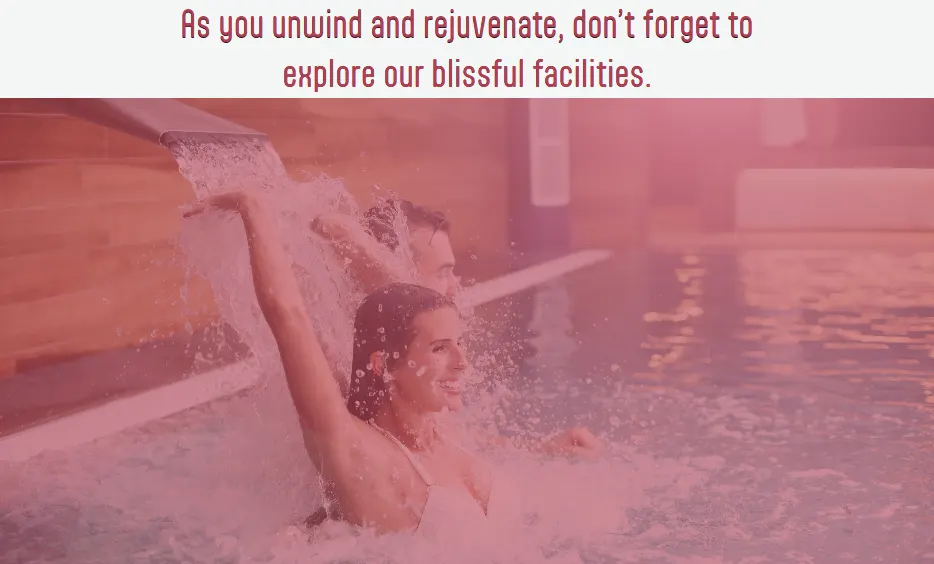 As you unwind and rejuvenate, don’t forget to
explore our blissful facilities.